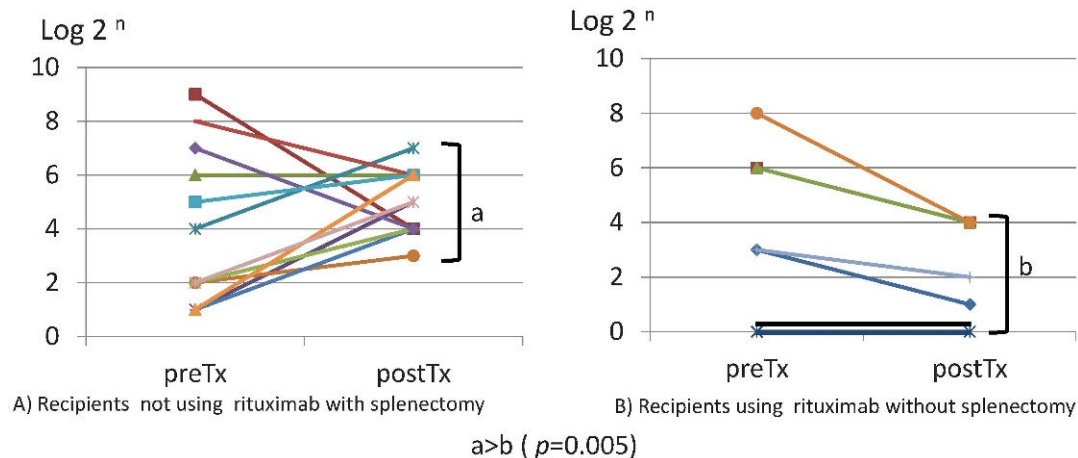 Log 2 ⁿ
10
8
6
4
2
0
a
preTx
postTx
A) Recipients not using rituximab with splenectomy
Log 2 ⁿ
10
8
6
4
2
0
b
preTx
postTx
B) Recipients using rituximab without splenectomy
a>b ( p=0.005)